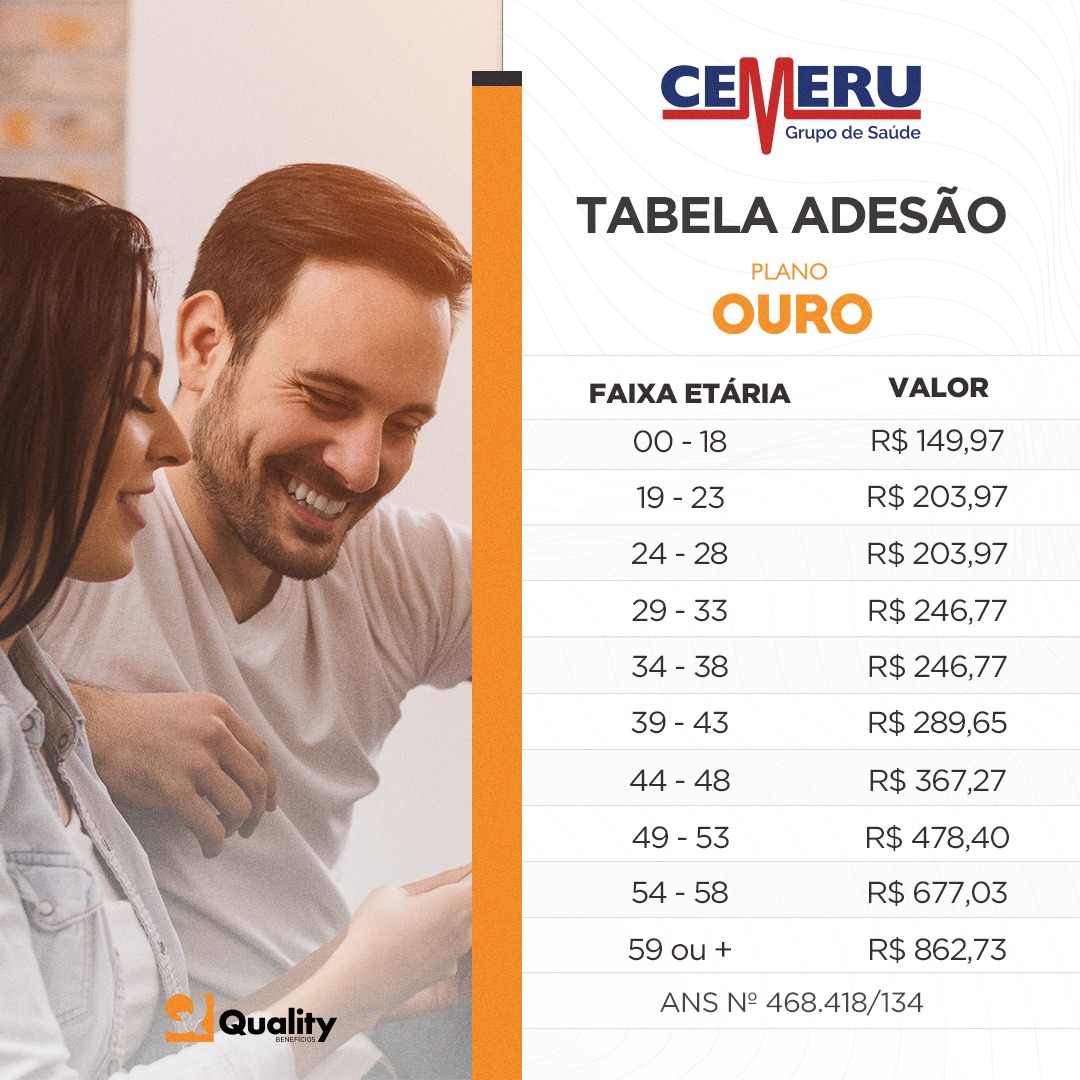 CEMERU
Grupo de Saúde
TABELA ADESÃO
PLANO
OURO
FAIXA ETÁRIA VALOR
00 - 18 R$ 149,97
19 - 23 R$ 203,97
24 - 28 R$ 203,97
29 - 33 R$ 246,77
34 - 38 R$ 246,77
39 - 43 R$ 289,65
44 - 48 R$ 367,27
49 - 53 R$ 478,40
54 - 58 R$ 677,03
59 ou + R$ 862,73
ANS Nº 468.418/134
Quality
BENEFÍCIOS